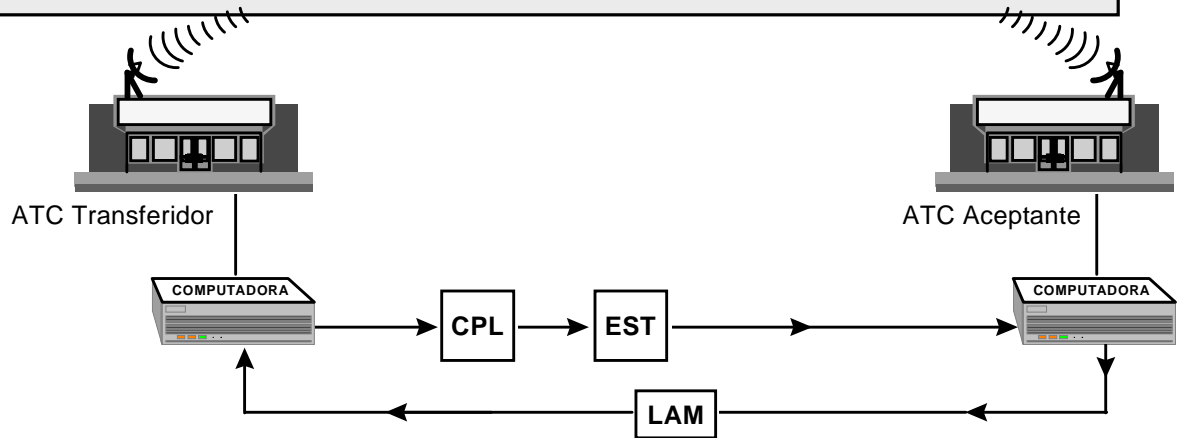 ATC Transferidor
ATC Aceptante
COMPUTADORA
COMPUTADORA
CPL
EST
LAM